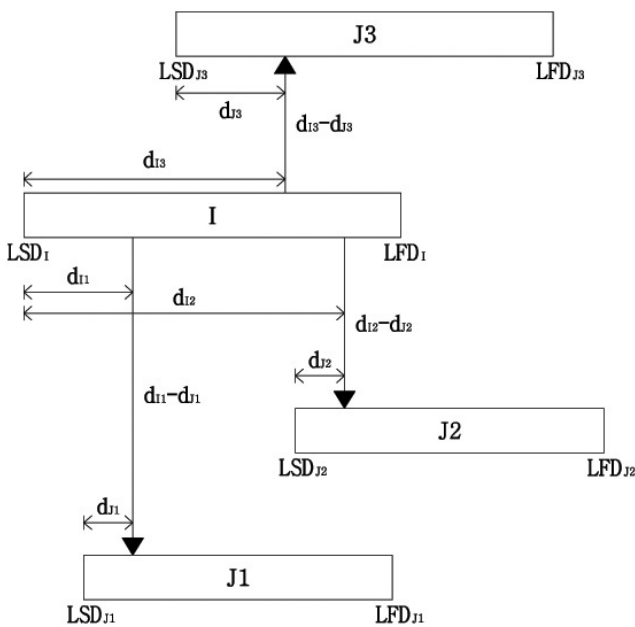 J3
LSDJ3 LFDJ3
dJ3
dI3-dJ3
dI3
I
LSDI LFDI
dI1
dI2
dI2-dJ2
dJ2
dI1-dJ1
J2
LSDJ2 LFDJ2
dJ1
J1
LSDJ1 LFDJ1